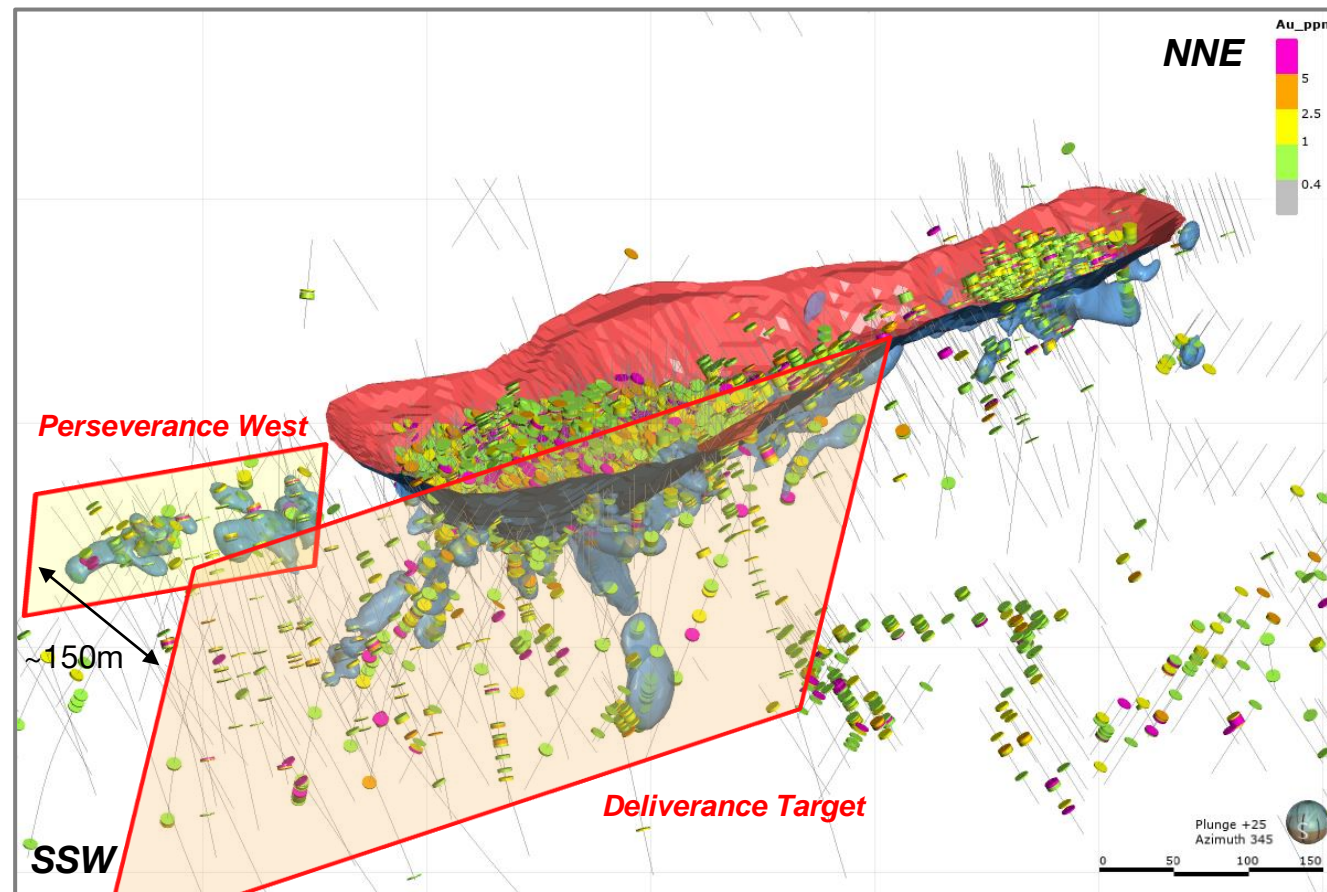 Au_ppm
NNE
5
2.5
1
0.4
Perseverance West
~150m
Deliverance Target
SSW
Plunge +25
Azimuth 345
S
0 50 100 150